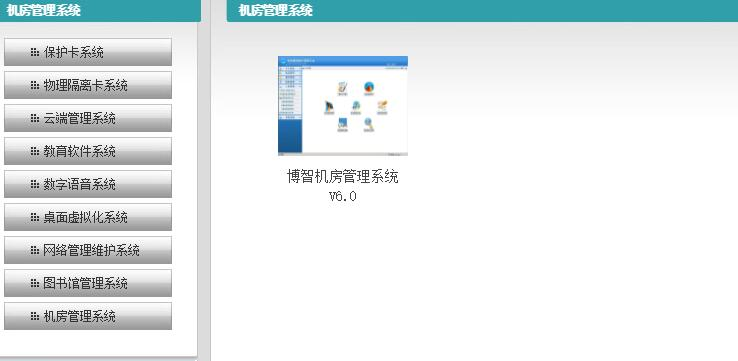 机房管理系统
保护卡系统
物理隔离卡系统
云端管理系统
教育软件系统
数字语音系统
桌面虚拟化系统
网络管理维护系统
图书馆管理系统
机房管理系统
机房管理系统
博智机房管理系统
V6.0